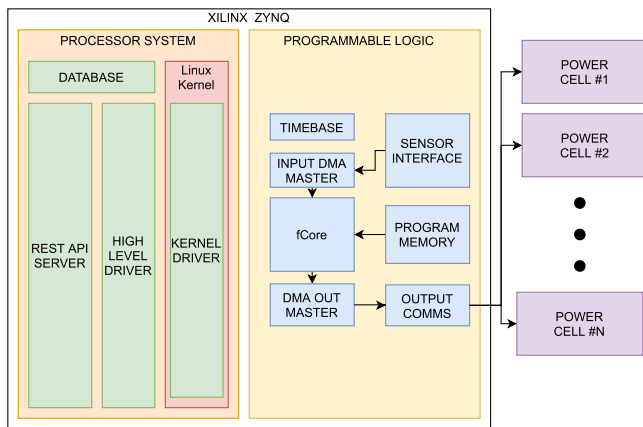 XILINX ZYNQ
PROCESSOR SYSTEM
DATABASE
Linux
Kernel
REST API
SERVER
HIGH
LEVEL
DRIVER
KERNEL
DRIVER
PROGRAMMABLE LOGIC
TIMEBASE
SENSOR
INTERFACE
INPUT DMA
MASTER
fCore
PROGRAM
MEMORY
DMA OUT
MASTER
OUTPUT
COMMS
POWER
CELL #1
POWER
CELL #2
POWER
CELL #N